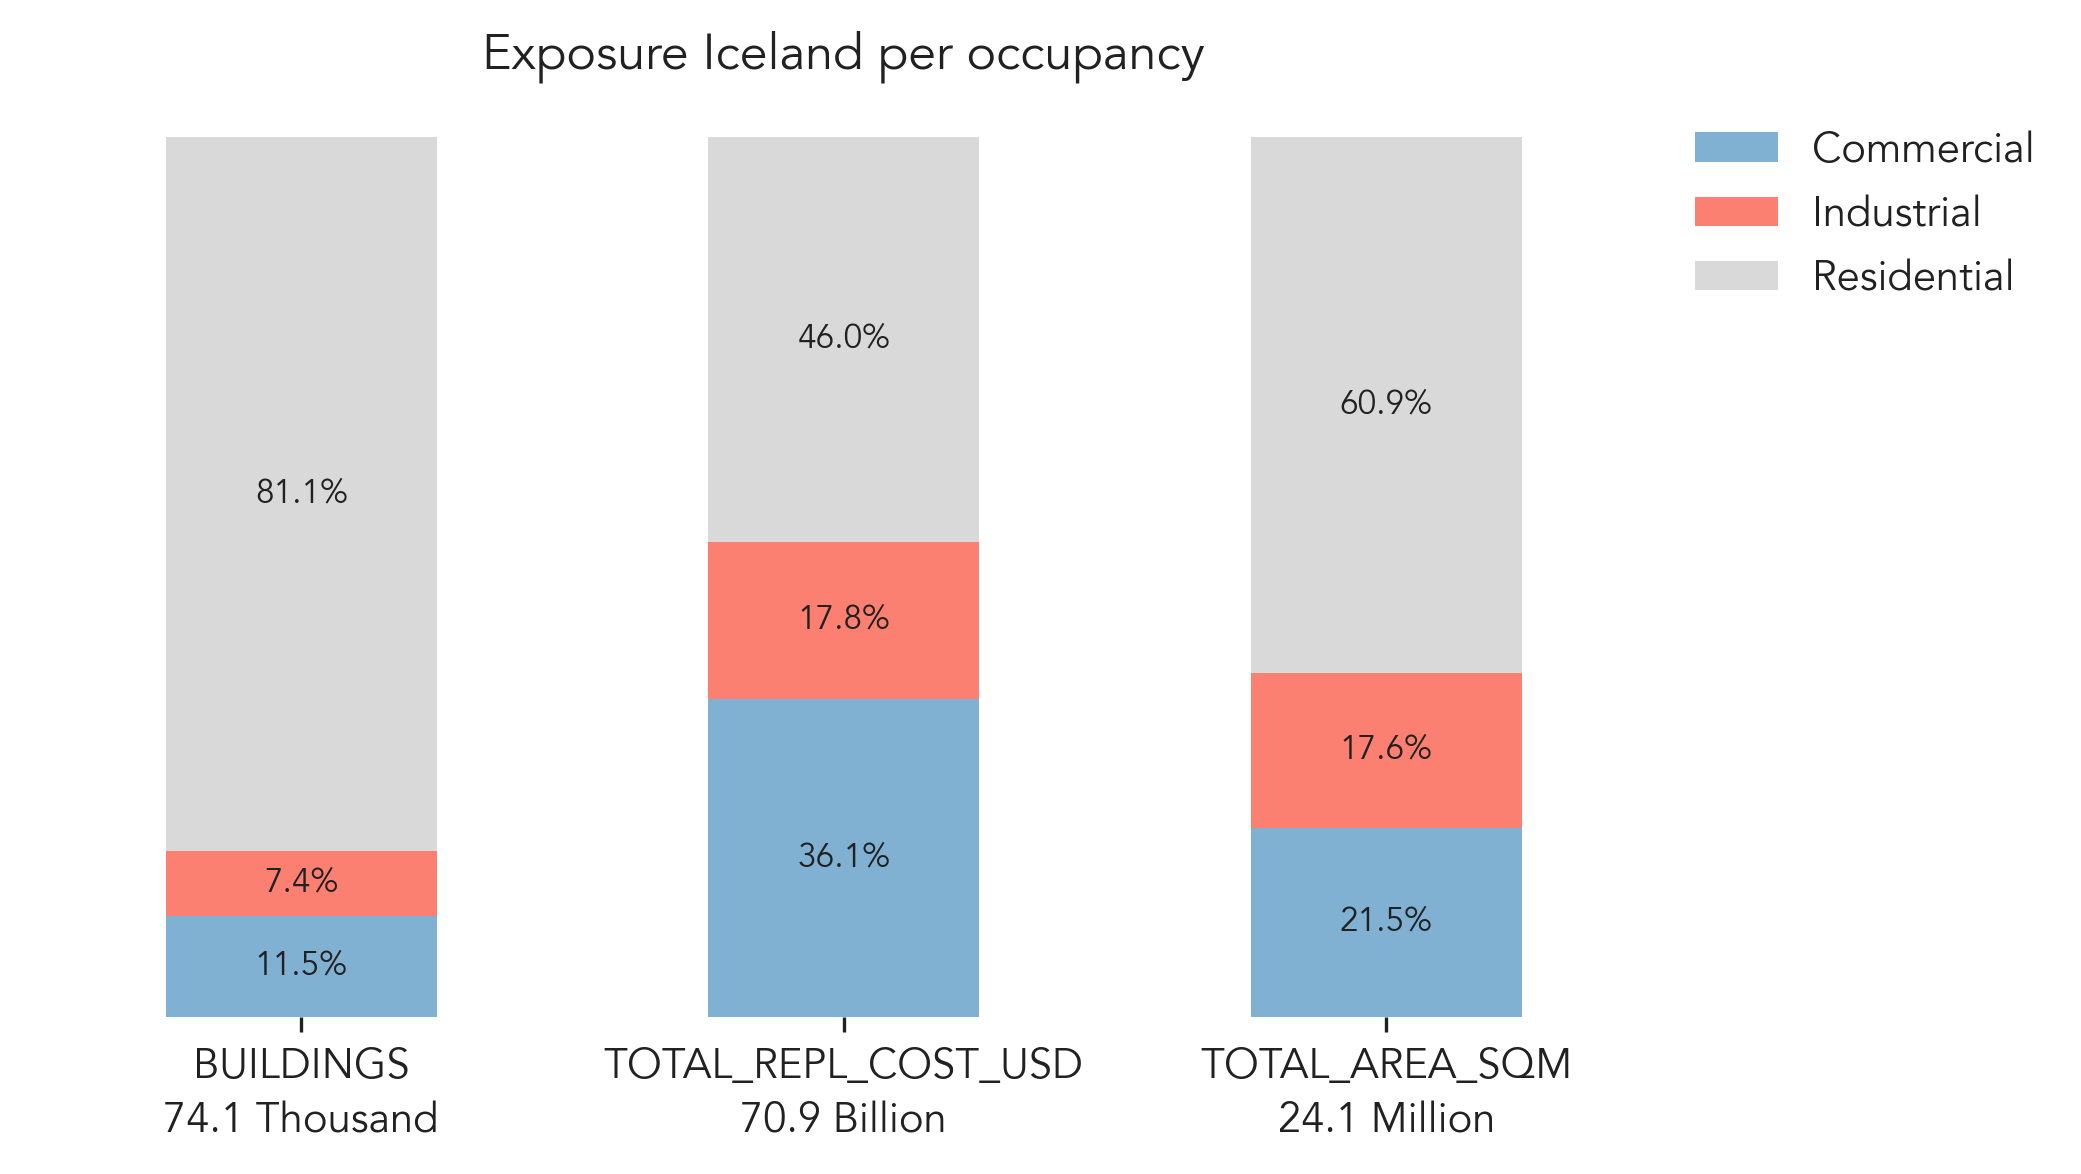 Exposure Iceland per occupancy
Commercial
Industrial
Residential
81.1%
7.4%
11.5%
46.0%
17.8%
36.1%
60.9%
17.6%
21.5%
BUILDINGS
74.1 Thousand
TOTAL_REPL_COST_USD
70.9 Billion
TOTAL_AREA_SQM
24.1 Million